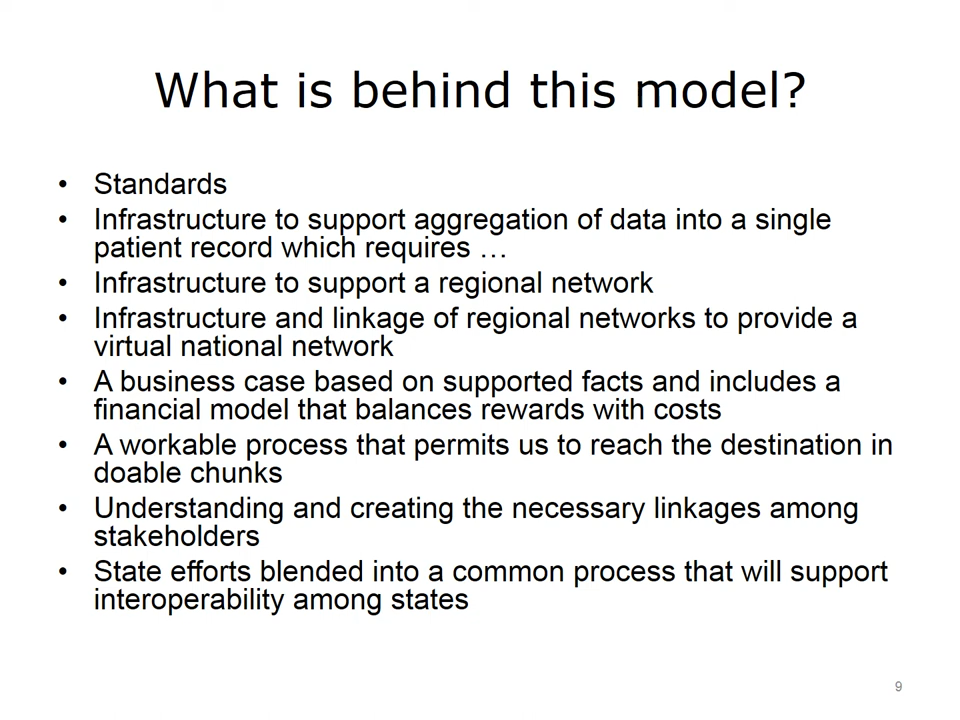 What is behind this model?
• Standards
• Infrastructure to support aggregation of data into a single
patient record which requires …
• Infrastructure to support a regional network
• Infrastructure and linkage of regional networks to provide a
virtual national network
• A business case based on supported facts and includes a
financial model that balances rewards with costs
• A workable process that permits us to reach the destination in
doable chunks
• Understanding and creating the necessary linkages among
stakeholders
• State efforts blended into a common process that will support
interoperability among states
9